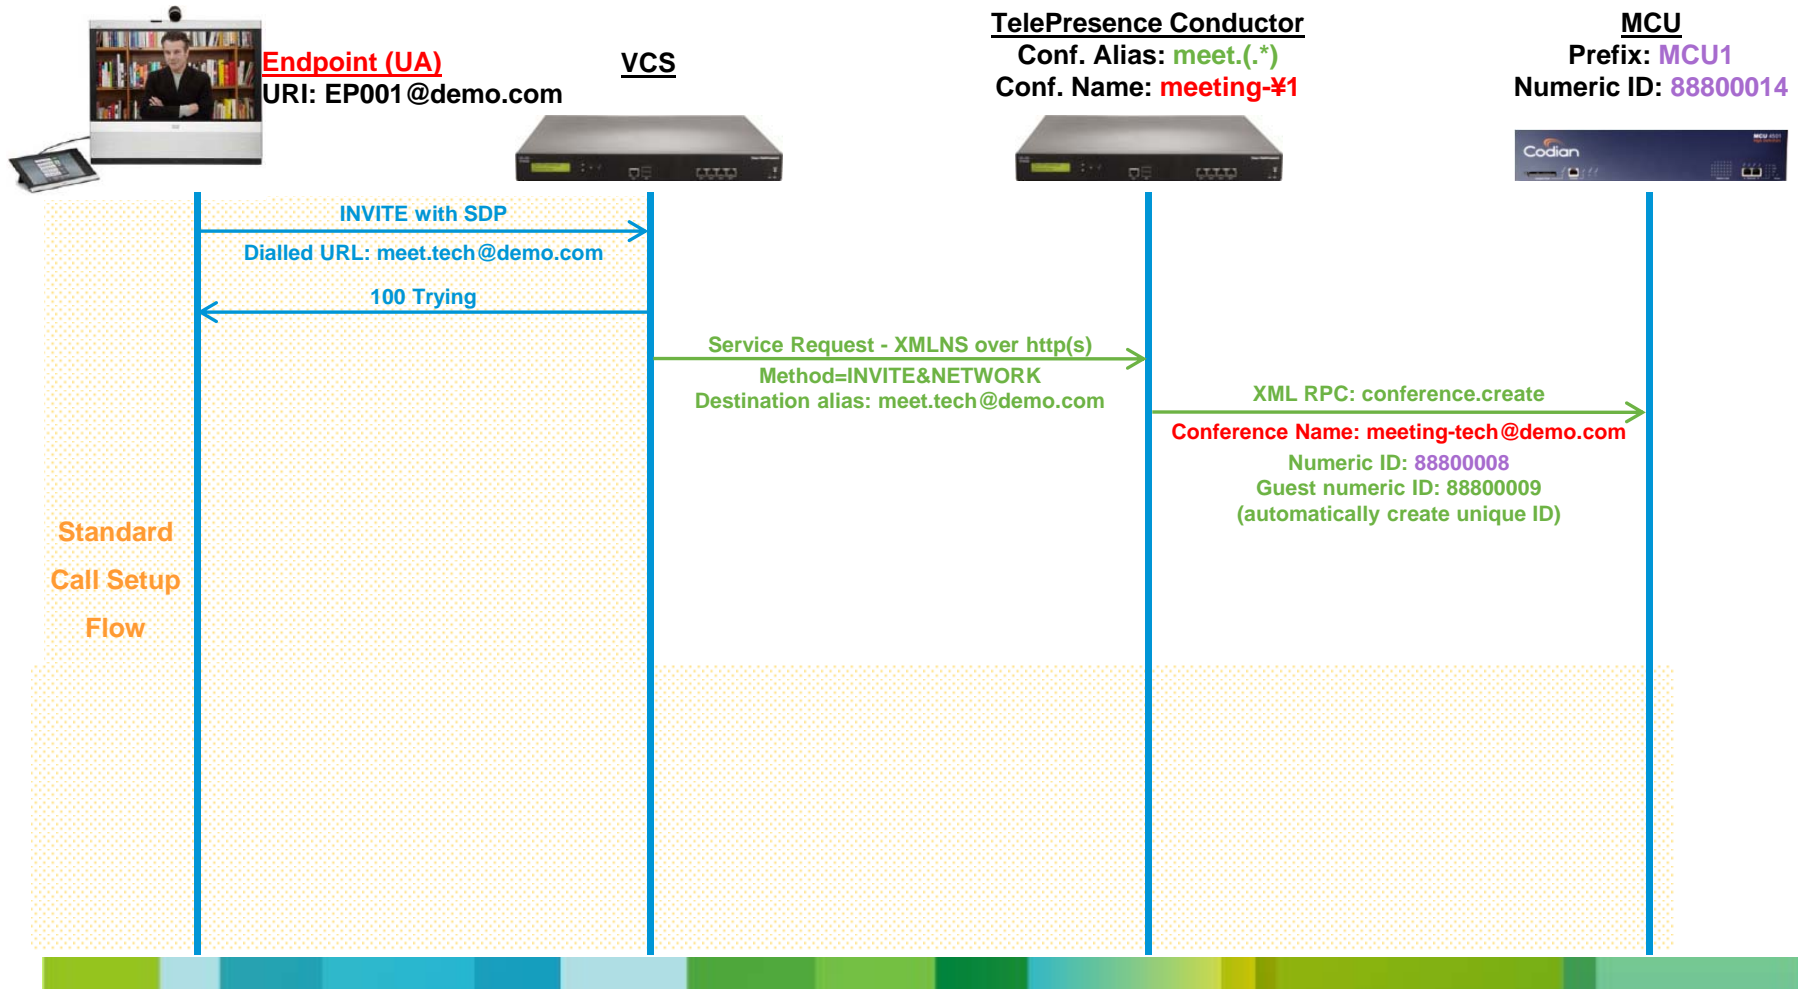 Endpoint (UA)
URI: EP001@demo.com
VCS
TelePresence Conductor
Conf. Alias: meet.(.*)
Conf. Name: meeting-¥1
MCU
Prefix: MCU1
Numeric ID: 88800014
Codian
INVITE with SDP
Dialled URL: meet.tech@demo.com
100 Trying
Service Request - XMLNS over http(s)
Method=INVITE&NETWORK
Destination alias: meet.tech@demo.com
XML RPC: conference.create
Conference Name: meeting-tech@demo.com
Numeric ID: 88800008
Guest numeric ID: 88800009
(automatically create unique ID)
Standard
Call Setup
Flow